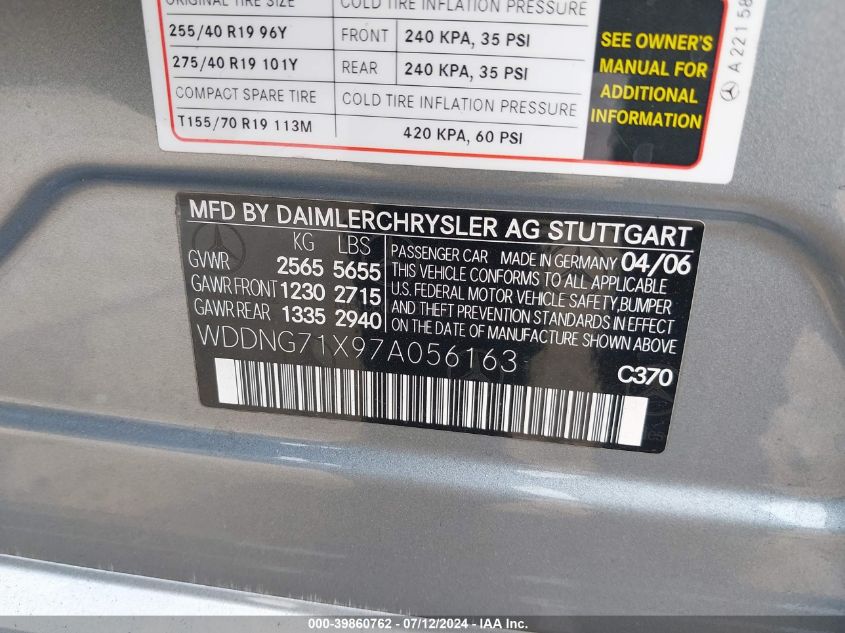 ORIGINAL TIRE SIZE COLD TIRE INFLATION PRESSURE
255/40 R19 96Y FRONT 240 KPA, 35 PSI
275/40 R19 101Y REAR 240 KPA, 35 PSI
COMPACT SPARE TIRE COLD TIRE INFLATION PRESSURE
T155/70 R19 113M 420 KPA, 60 PSI
SEE OWNER'S
MANUAL FOR
ADDITIONAL
INFORMATION
A 221 58
MFD BY DAIMLERCHRYSLER AG STUTTGART
KG LBS
GVWR 2565 5655
GAWR FRONT 1230 2715
GAWR REAR 1335 2940
PASSENGER CAR MADE IN GERMANY 04/06
THIS VEHICLE CONFORMS TO ALL APPLICABLE
U.S. FEDERAL MOTOR VEHICLE SAFETY, BUMPER
AND THEFT PREVENTION STANDARDS IN EFFECT
ON THE DATE OF MANUFACTURE SHOWN ABOVE
WDDNG71X97A056163
C370
000-39860762 - 07/12/2024 - IAAI.com